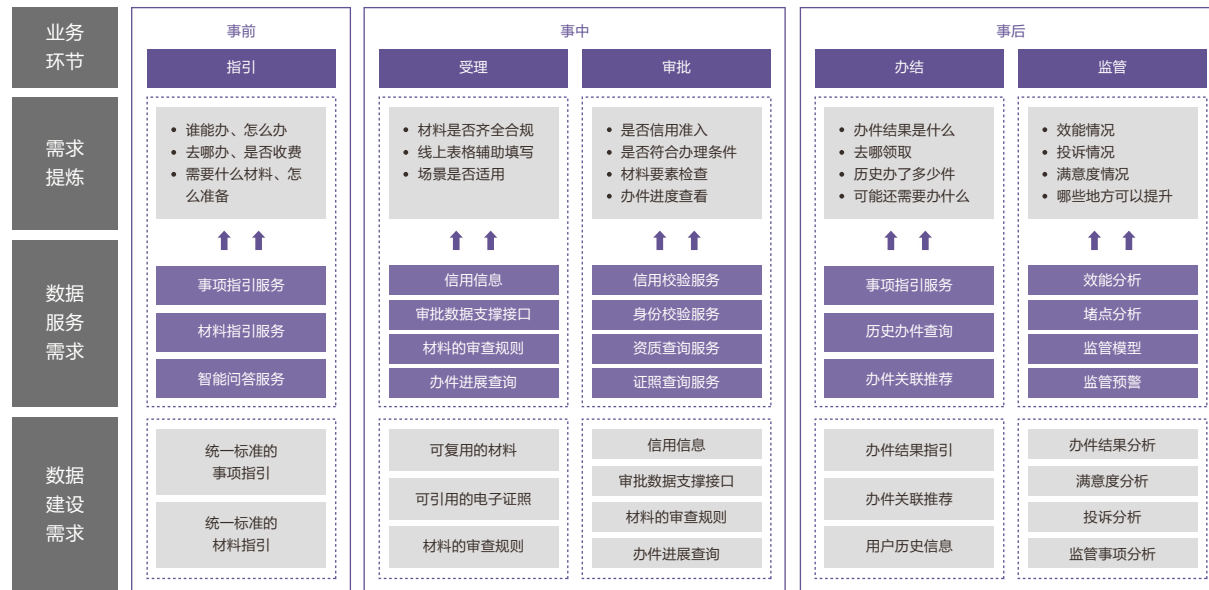 业务
环节
事前
事中
事后
指引
受理
审批
办结
监管
需求
提炼
• 谁能办、怎么办
• 去哪办、是否收费
• 需要什么材料、怎
么准备
• 材料是否齐全合规
• 线上表格辅助填写
• 场景是否适用
• 是否信用准入
• 是否符合办理条件
• 材料要素检查
• 办件进度查看
• 办件结果是什么
• 去哪领取
• 历史办了多少件
• 可能还需要办什么
• 效能情况
• 投诉情况
• 满意度情况
• 哪些地方可以提升
数据
服务
需求
事项指引服务
材料指引服务
智能问答服务
信用信息
审批数据支撑接口
材料的审查规则
办件进展查询
信用校验服务
身份校验服务
资质查询服务
证照查询服务
事项指引服务
历史办件查询
办件关联推荐
效能分析
堵点分析
监管模型
监管预警
数据
建设
需求
统一标准的
事项指引
统一标准的
材料指引
可复用的材料
可引用的电子证照
材料的审查规则
信用信息
审批数据支撑接口
材料的审查规则
办件进展查询
办件结果指引
办件关联推荐
用户历史信息
办件结果分析
满意度分析
投诉分析
监管事项分析